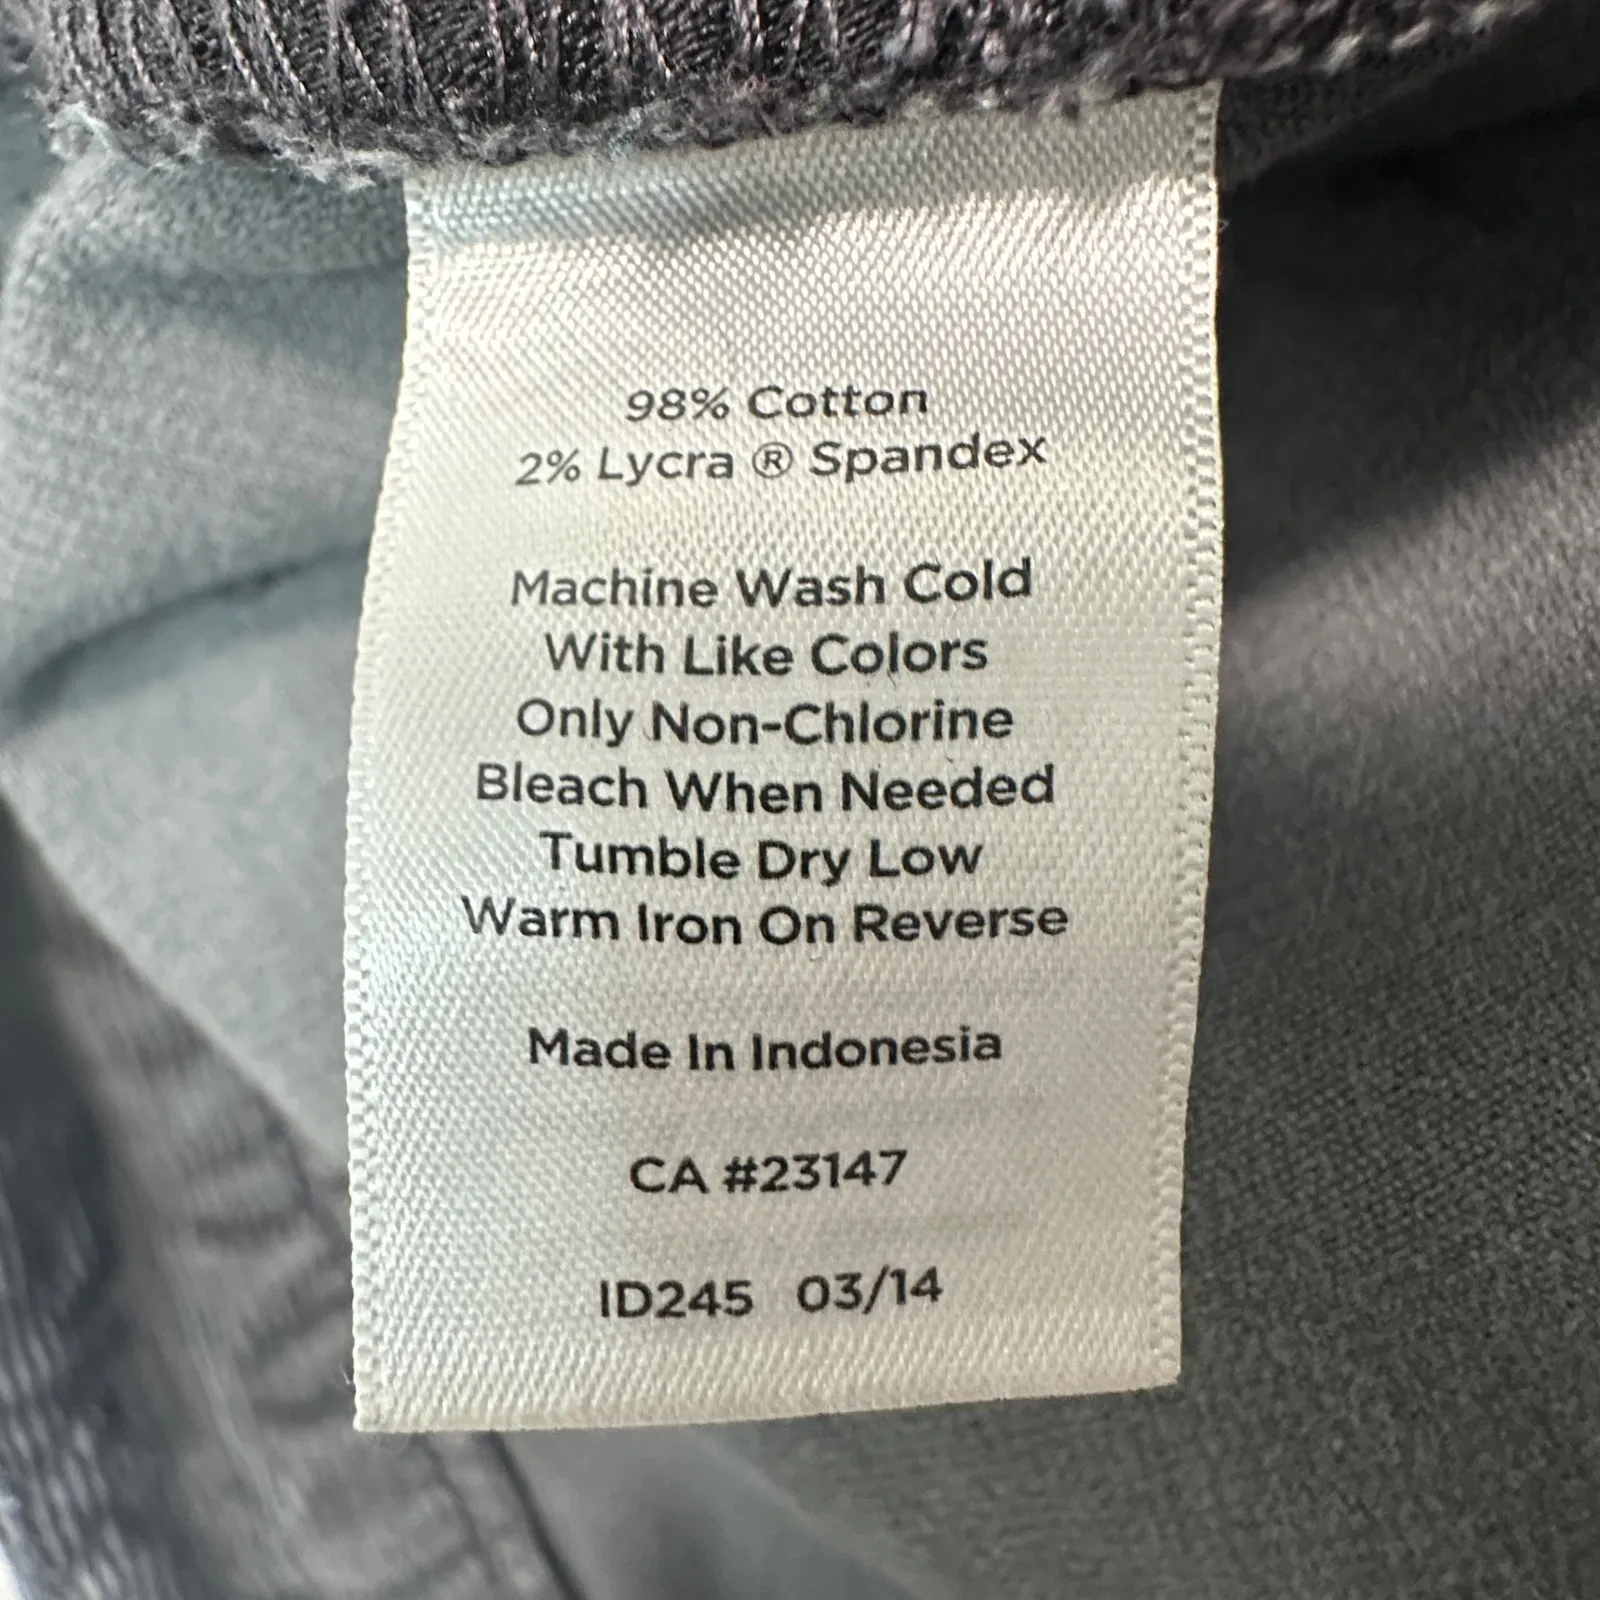 98% Cotton
2% Lycra ® Spandex
Machine Wash Cold
With Like Colors
Only Non-Chlorine
Bleach When Needed
Tumble Dry Low
Warm Iron On Reverse
Made In Indonesia
CA #23147
ID245 03/14